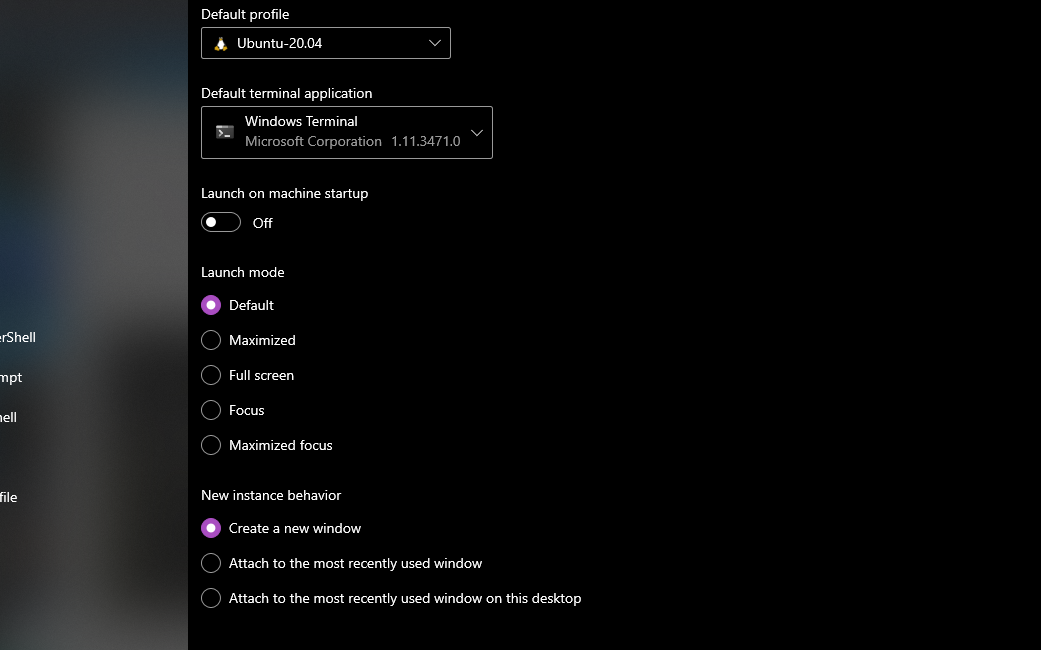 Default profile
Ubuntu-20.04
Default terminal application
Windows Terminal
Microsoft Corporation 1.11.3471.0
Launch on machine startup
Off
Launch mode
Default
Maximized
Full screen
Focus
Maximized focus
New instance behavior
Create a new window
Attach to the most recently used window
Attach to the most recently used window on this desktop
erShell
mpt
hell
file